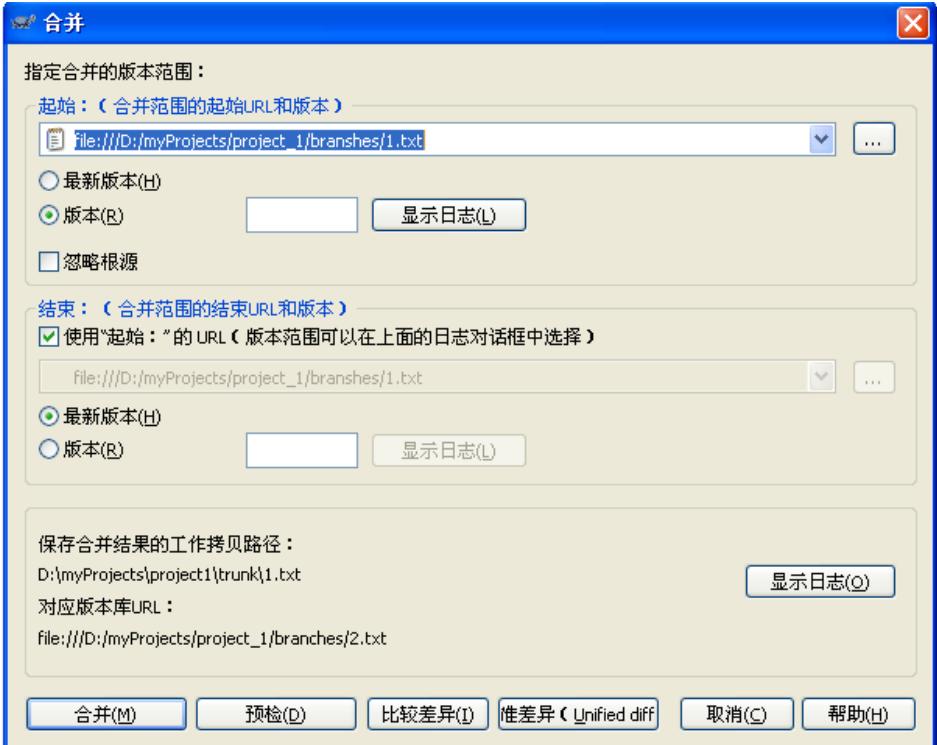 合并
指定合并的版本范围：
起始：（合并范围的起始URL和版本）
file:///D:/myProjects/project_1/branshes/1.txt
...
最新版本(H)
版本(R)
显示日志(L)
忽略根源
结束：（合并范围的结束URL和版本）
使用“起始：”的 URL（版本范围可以在上面的日志对话框中选择）
file:///D:/myProjects/project_1/branshes/1.txt
...
最新版本(H)
版本(R)
显示日志(L)
保存合并结果的工作拷贝路径：
D:\myProjects\project1\trunk\1.txt
显示日志(O)
对应版本库URL：
file:///D:/myProjects/project_1/branches/2.txt
合并(M) 预检(D) 比较差异(I) 准差异（Unified diff 取消(C) 帮助(H)